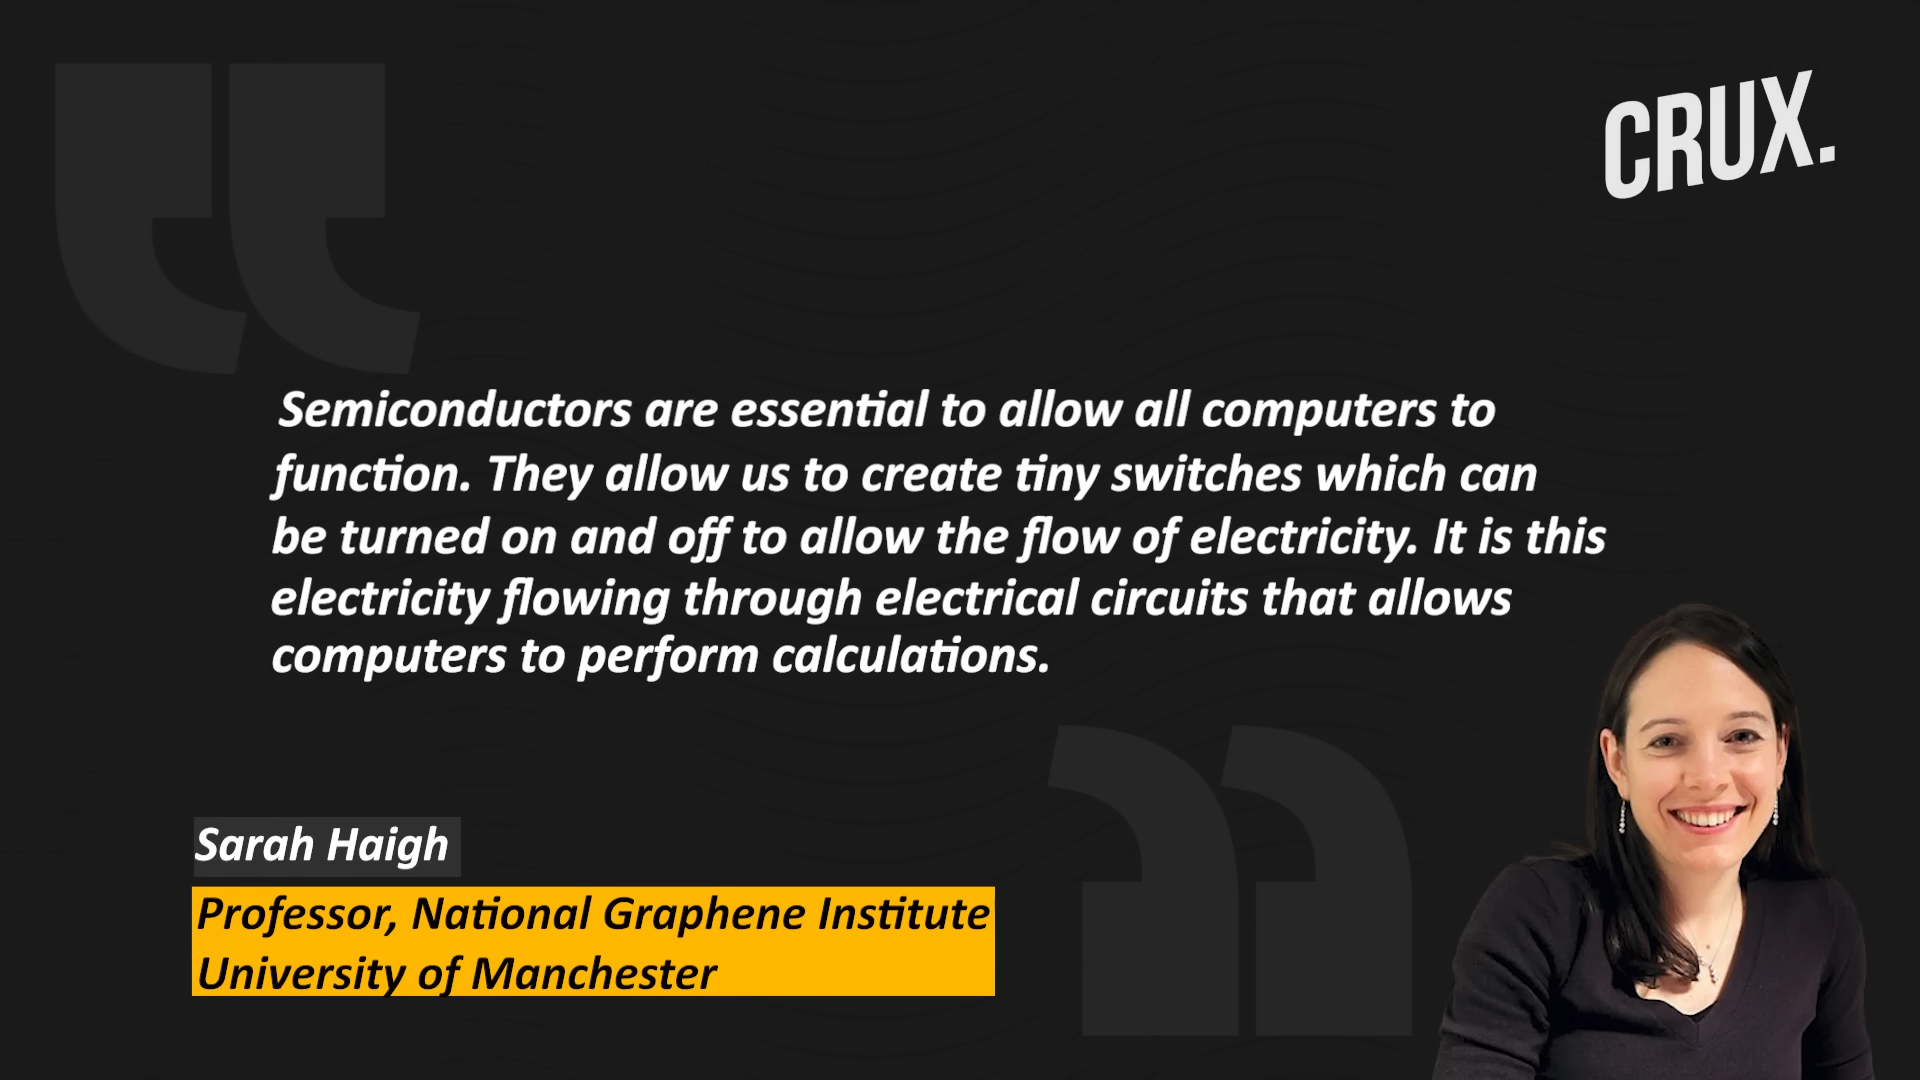 CRUX.
Semiconductors are essential to allow all computers to
function. They allow us to create tiny switches which can
be turned on and off to allow the flow of electricity. It is this
electricity flowing through electrical circuits that allows
computers to perform calculations.
Sarah Haigh
Professor, National Graphene Institute
University of Manchester